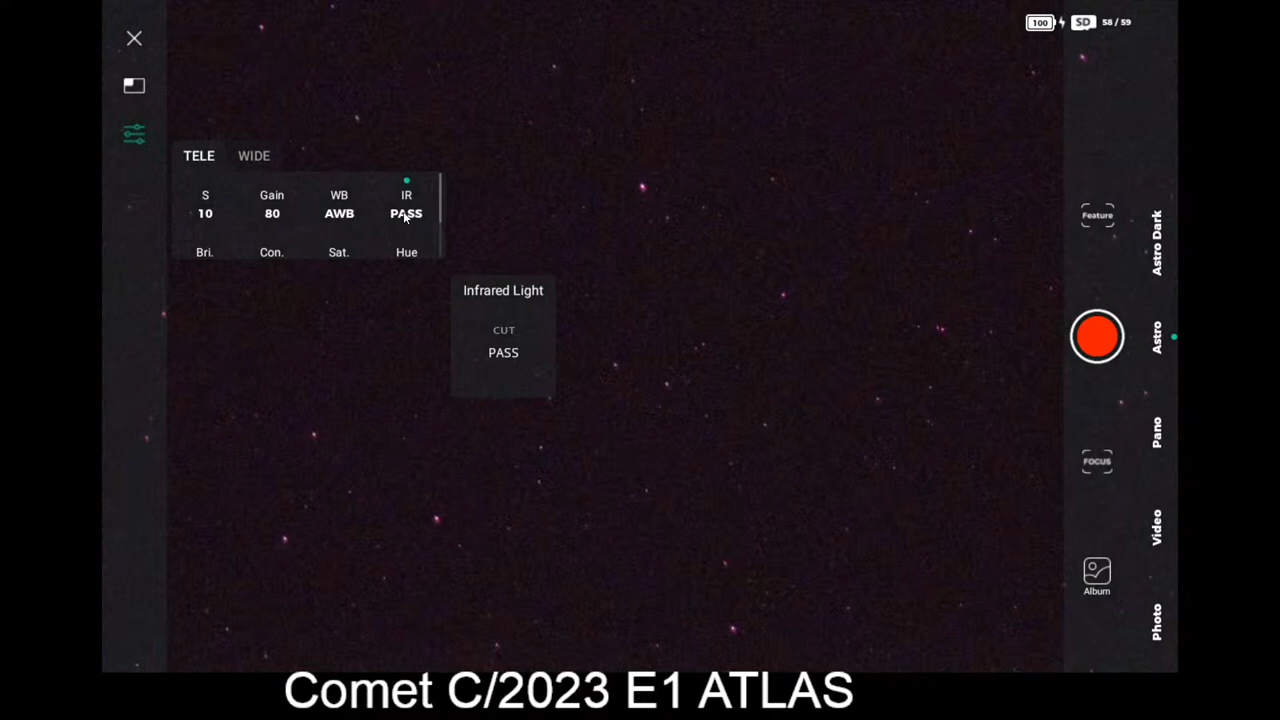 100 SD 58 / 59
TELE WIDE
S Gain WB IR
10 80 AWB PASS
Bri. Con. Sat. Hue
Infrared Light
CUT
PASS
Feature
FOCUS
Album
Astro Dark
Astro
Pano
Video
Photo
Comet C/2023 E1 ATLAS